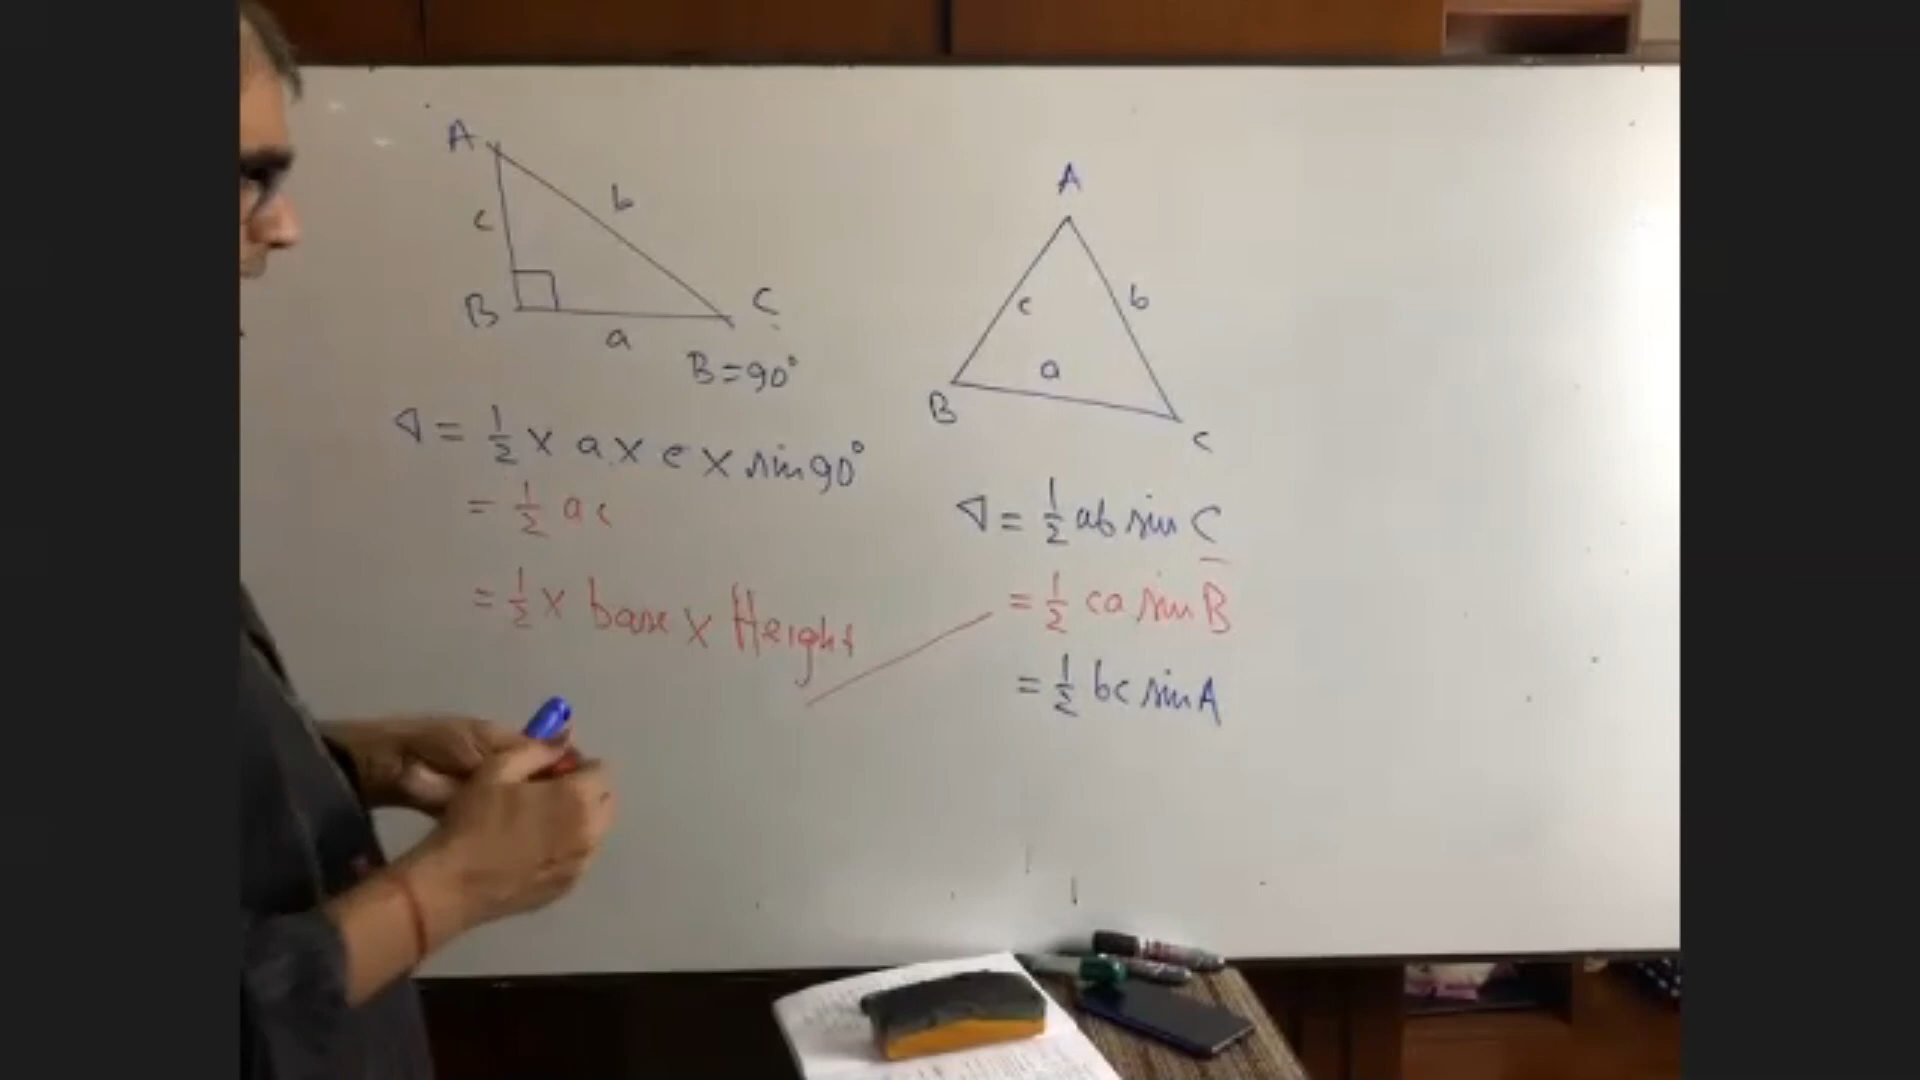 A
c
b
B
C
a
B=90°
∇ = 1/2 × a × c × sin 90°
= 1/2 ac
= 1/2 × base × Height
A
c
b
a
B
C
∇ = 1/2 ab sin C
= 1/2 ca sin B
= 1/2 bc sin A